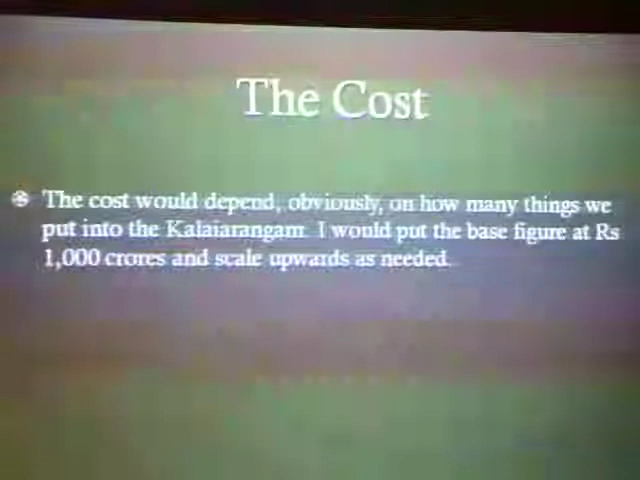 The Cost
The cost would depend, obviously, on how many things we
put into the Kalaiarangam. I would put the base figure at Rs
1,000 crores and scale upwards as needed.